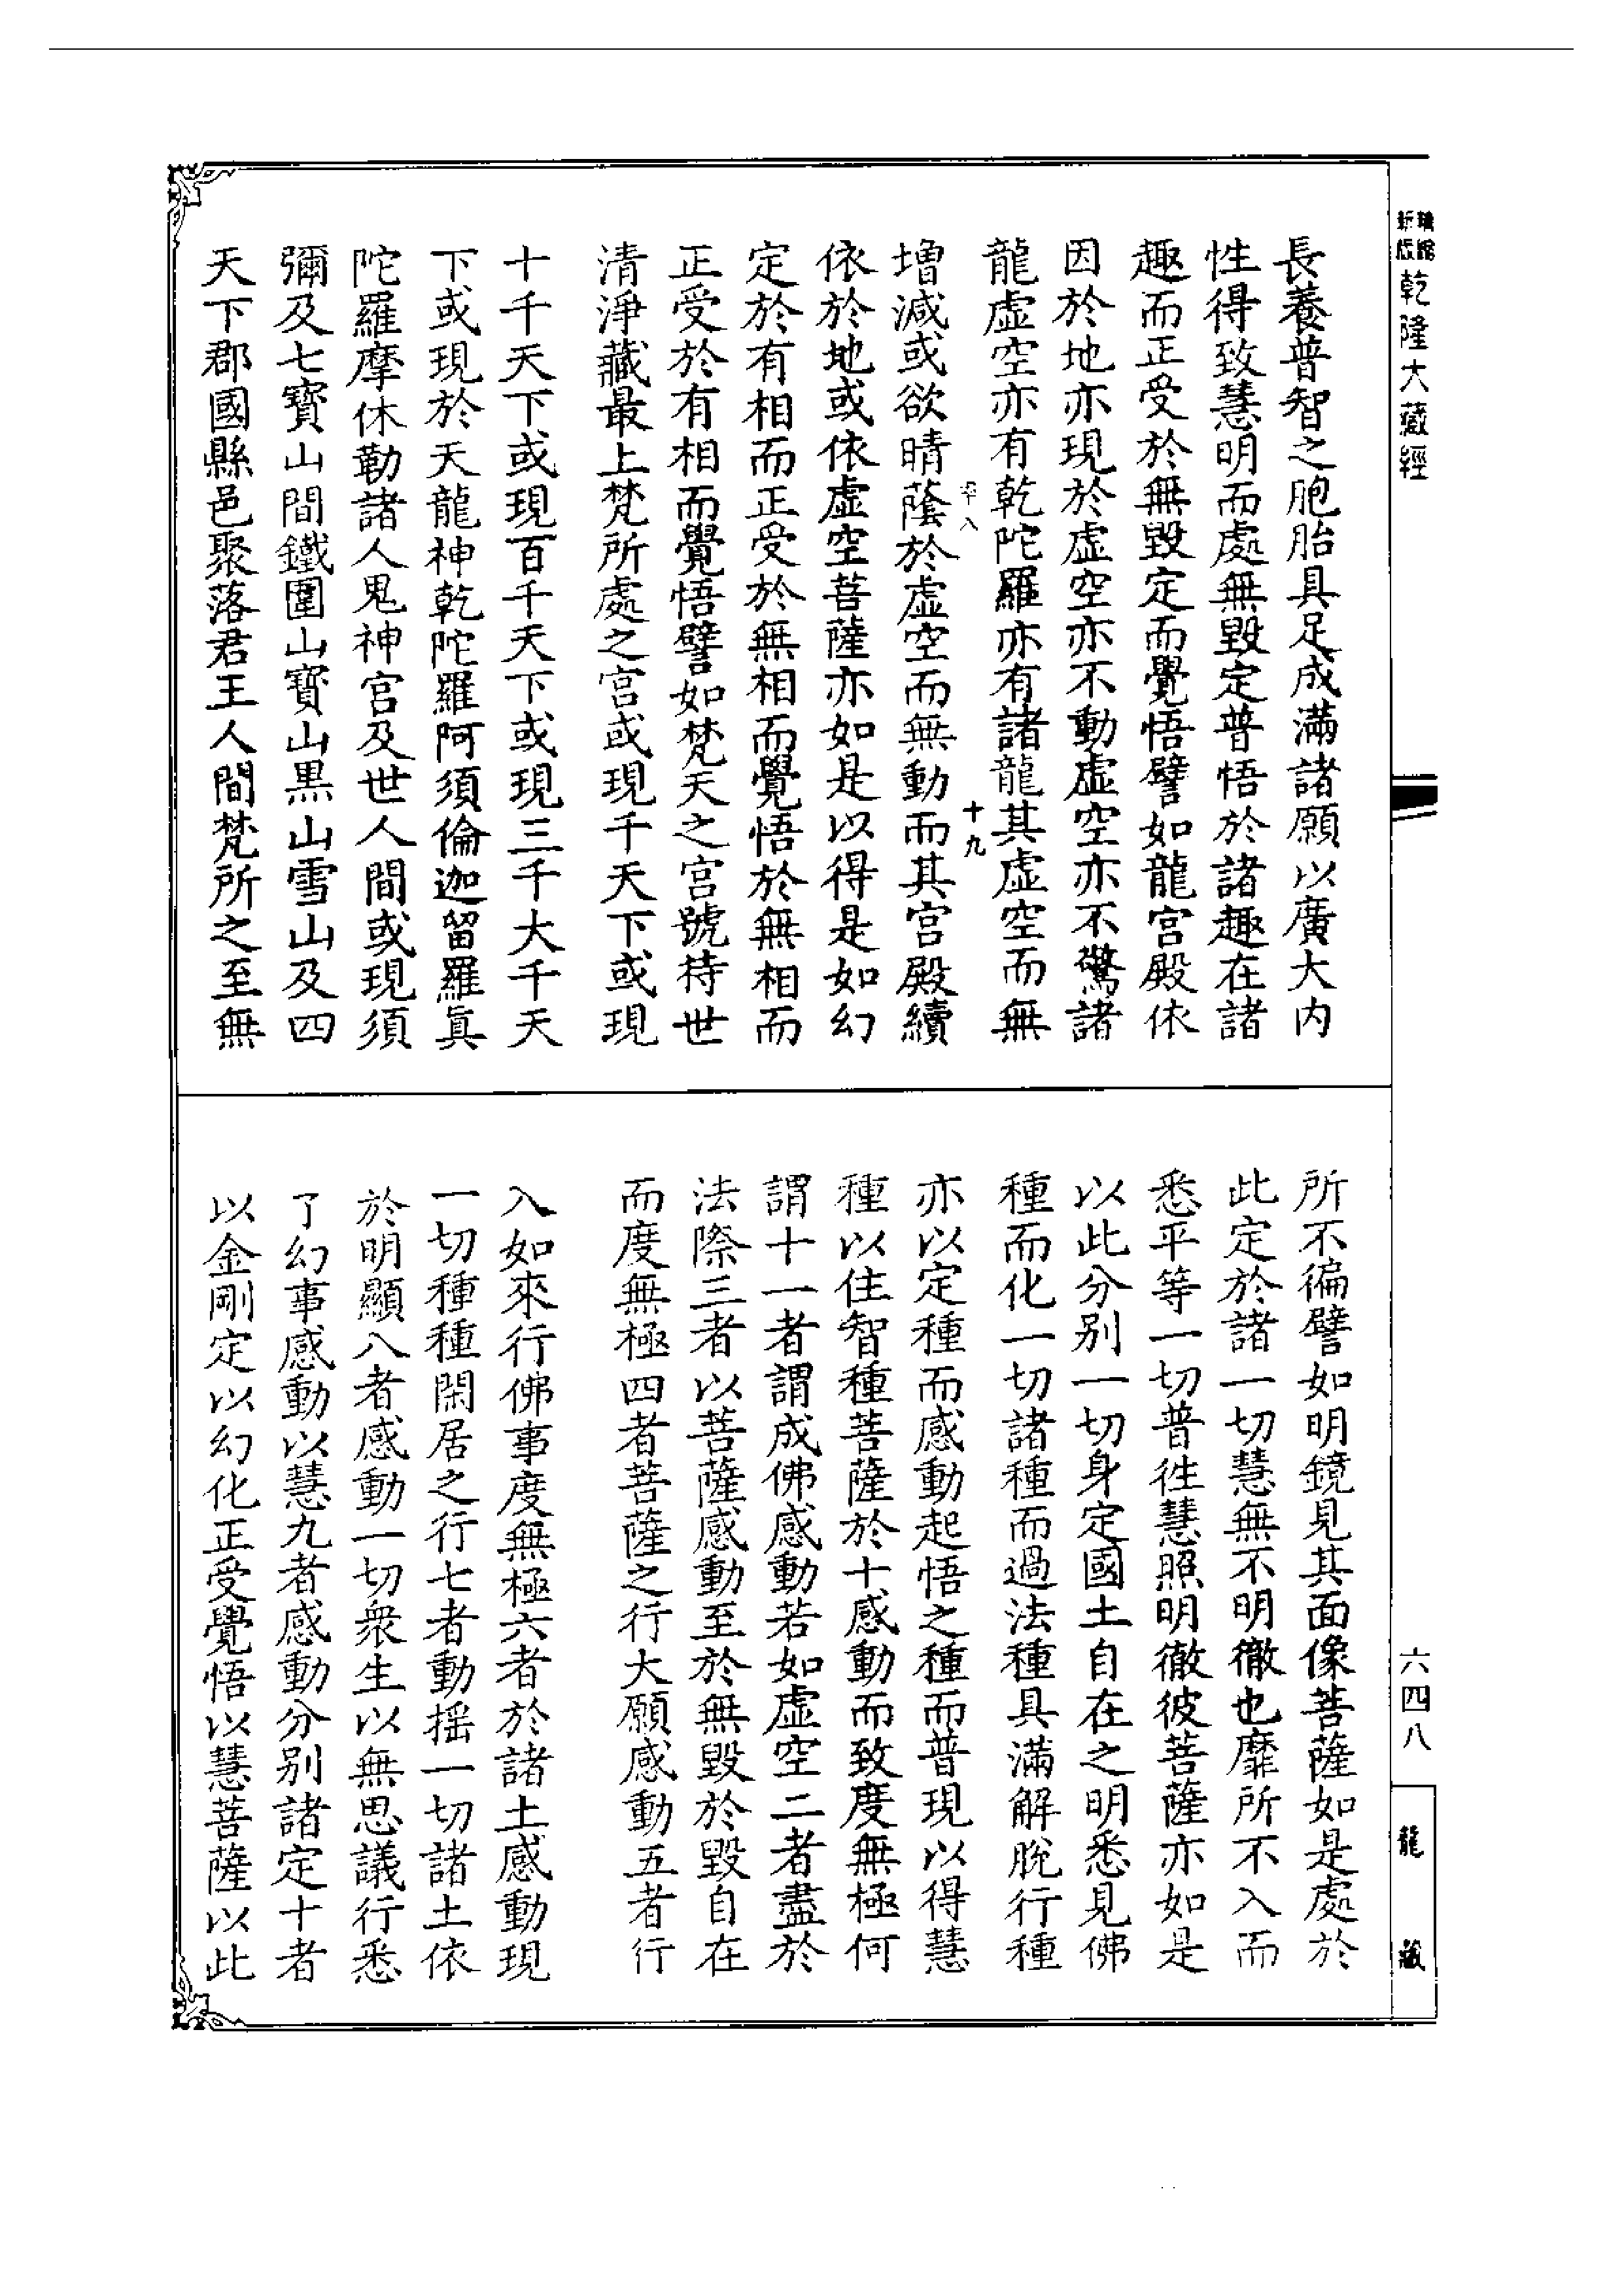 乾隆大藏經
長養普智之胞胎具足成滿諸願以廣大内
性得致慧明而處無毀定普悟於諸趣在諸
趣而正受於無毀定而覺悟譬如龍宮殿依
因於地亦現於虛空亦不動虛空亦不驚諸
龍虛空亦有乾陀羅亦有諸龍其虛空而無
十九
增減或欲晴蔭於虛空而無動而其宮殿續
依於地或依虛空菩薩亦如是以得是如幻
定於有相而正受於無相而覺悟於無相而
正受於有相而覺悟譬如梵天之宮號待世
清淨藏最上梵所處之宮或現千天下或現
十千天下或現百千天下或現三千大千天
下或現於天龍神乾陀羅阿須倫迦留羅眞
陀羅摩休勒諸人鬼神宮及世人間或現須
彌及七寶山間鐵圍山寶山黑山雪山及四
天下郡國縣邑聚落君王人間梵所之至無
所不徧譬如明鏡見其面像菩薩如是處於
此定於諸一切慧無不明徹也靡所不入而
悉平等一切普徃慧照明徹彼菩薩亦如是
以此分别一切身定國土自在之明悉見佛
種而化一切諸種而過法種具滿解脫行種
亦以定種而感動起悟之種而普現以得慧
種以住智種菩薩於十感動而致度無極何
謂十一者謂成佛感動若如虛空二者盡於
法際三者以菩薩感動至於無毀於毀自在
而度無極四者菩薩之行大願感動五者行
入如來行佛事度無極六者於諸土感動現
一切種種閑居之行七者動揺一切諸土依
於明顯八者感動一切衆生以無思議行悉
了幻事感動以慧九者感動分别諸定十者
以金剛定以幻化正受覺悟以慧菩薩以此
六四八
龍藏